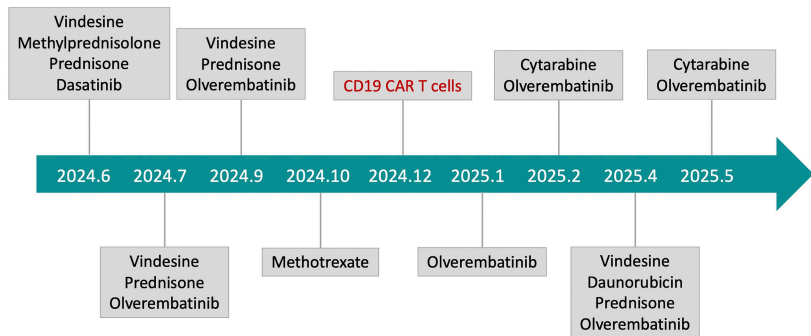 Vindesine
Methylprednisolone
Prednisone
Dasatinib
Vindesine
Prednisone
Olverembatinib
CD19 CAR T cells
Cytarabine
Olverembatinib
Cytarabine
Olverembatinib
2024.6
2024.7
2024.9
2024.10
2024.12
2025.1
2025.2
2025.4
2025.5
Vindesine
Prednisone
Olverembatinib
Methotrexate
Olverembatinib
Vindesine
Daunorubicin
Prednisone
Olverembatinib